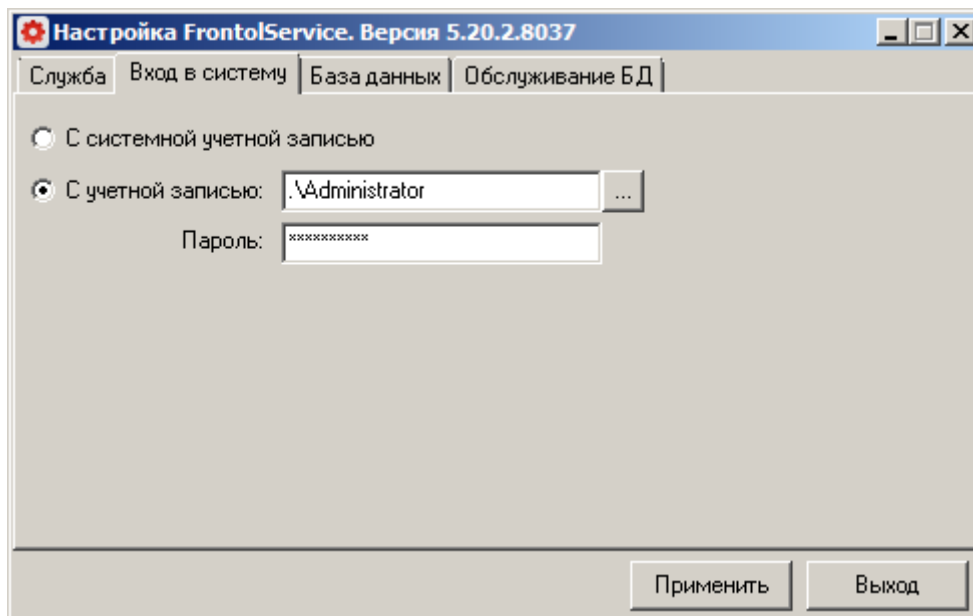 Настройка FrontolService. Версия 5.20.2.8037
Служба Вход в систему База данных Обслуживание БД
С системной учетной записью
С учетной записью: .\Administrator ...
Пароль: **********
Применить Выход